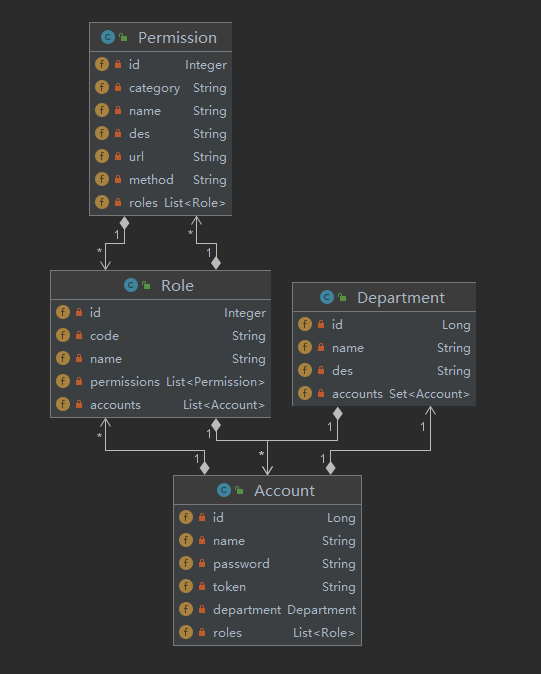 Permission
id Integer
category String
name String
des String
url String
method String
roles List<Role>
1
*
*
1
Role
id Integer
code String
name String
permissions List<Permission>
accounts List<Account>
Department
id Long
name String
des String
accounts Set<Account>
*
1
1
1
1
*
1
Account
id Long
name String
password String
token String
department Department
roles List<Role>